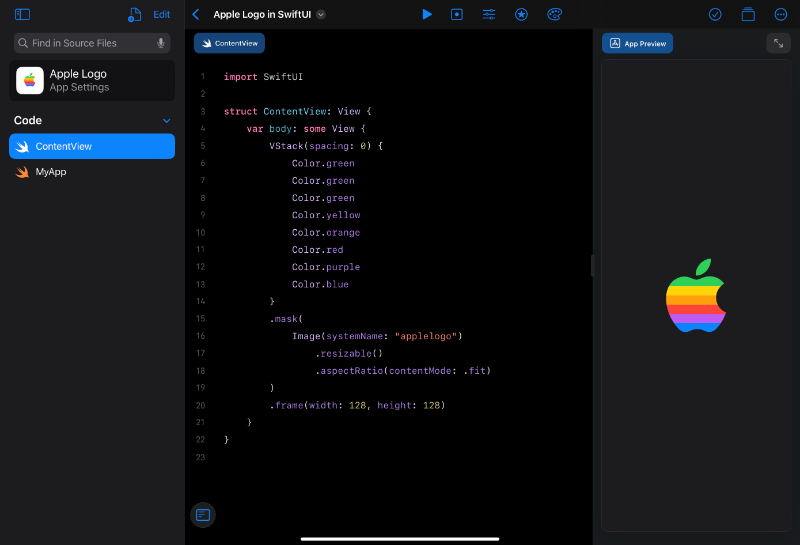 Edit
Apple Logo in SwiftUI
Find in Source Files
Apple Logo
App Settings
Code
ContentView
MyApp
ContentView
1 import SwiftUI
2
3 struct ContentView: View {
4 var body: some View {
5 VStack(spacing: 0) {
6 Color.green
7 Color.green
8 Color.green
9 Color.yellow
10 Color.orange
11 Color.red
12 Color.purple
13 Color.blue
14 }
15 .mask(
16 Image(systemName: "applelogo")
17 .resizable()
18 .aspectRatio(contentMode: .fit)
19 )
20 .frame(width: 128, height: 128)
21 }
22 }
23
App Preview